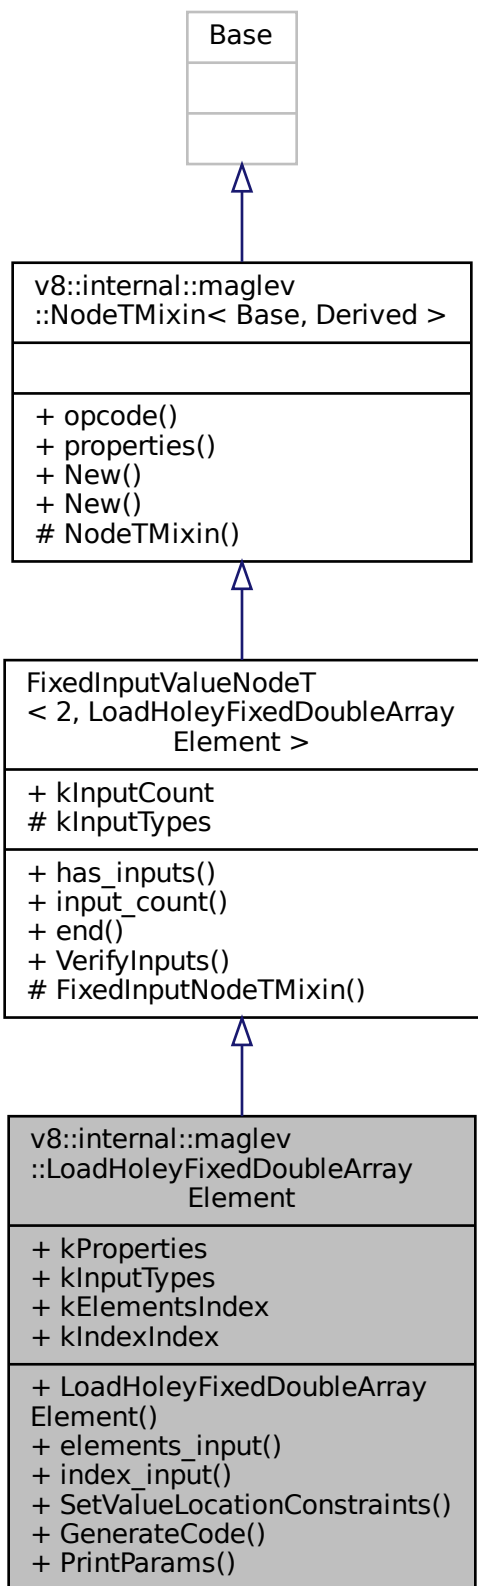 Base
v8::internal::maglev
::NodeTMixin< Base, Derived >
+ opcode()
+ properties()
+ New()
+ New()
# NodeTMixin()
FixedInputValueNodeT
< 2, LoadHoleyFixedDoubleArray
Element >
+ kInputCount
# kInputTypes
+ has_inputs()
+ input_count()
+ end()
+ VerifyInputs()
# FixedInputNodeTMixin()
v8::internal::maglev
::LoadHoleyFixedDoubleArray
Element
+ kProperties
+ kInputTypes
+ kElementsIndex
+ kIndexIndex
+ LoadHoleyFixedDoubleArray
Element()
+ elements_input()
+ index_input()
+ SetValueLocationConstraints()
+ GenerateCode()
+ PrintParams()